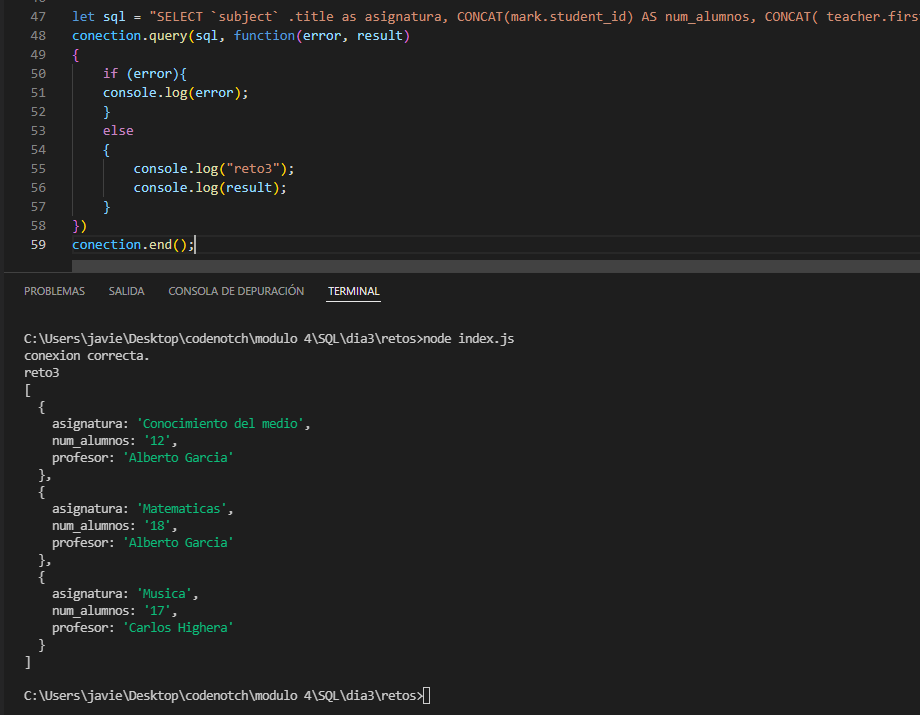 47 let sql = "SELECT `subject` .title as asignatura, CONCAT(mark.student_id) AS num_alumnos, CONCAT( teacher.firs
48 conection.query(sql, function(error, result)
49 {
50 if (error){
51 console.log(error);
52 }
53 else
54 {
55 console.log("reto3");
56 console.log(result);
57 }
58 })
59 conection.end();
PROBLEMAS SALIDA CONSOLA DE DEPURACIÓN TERMINAL
C:\Users\javie\Desktop\codenotch\modulo 4\SQL\dia3\retos>node index.js
conexion correcta.
reto3
[
{
asignatura: 'Conocimiento del medio',
num_alumnos: '12',
profesor: 'Alberto Garcia'
},
{
asignatura: 'Matematicas',
num_alumnos: '18',
profesor: 'Alberto Garcia'
},
{
asignatura: 'Musica',
num_alumnos: '17',
profesor: 'Carlos Highera'
}
]
C:\Users\javie\Desktop\codenotch\modulo 4\SQL\dia3\retos>